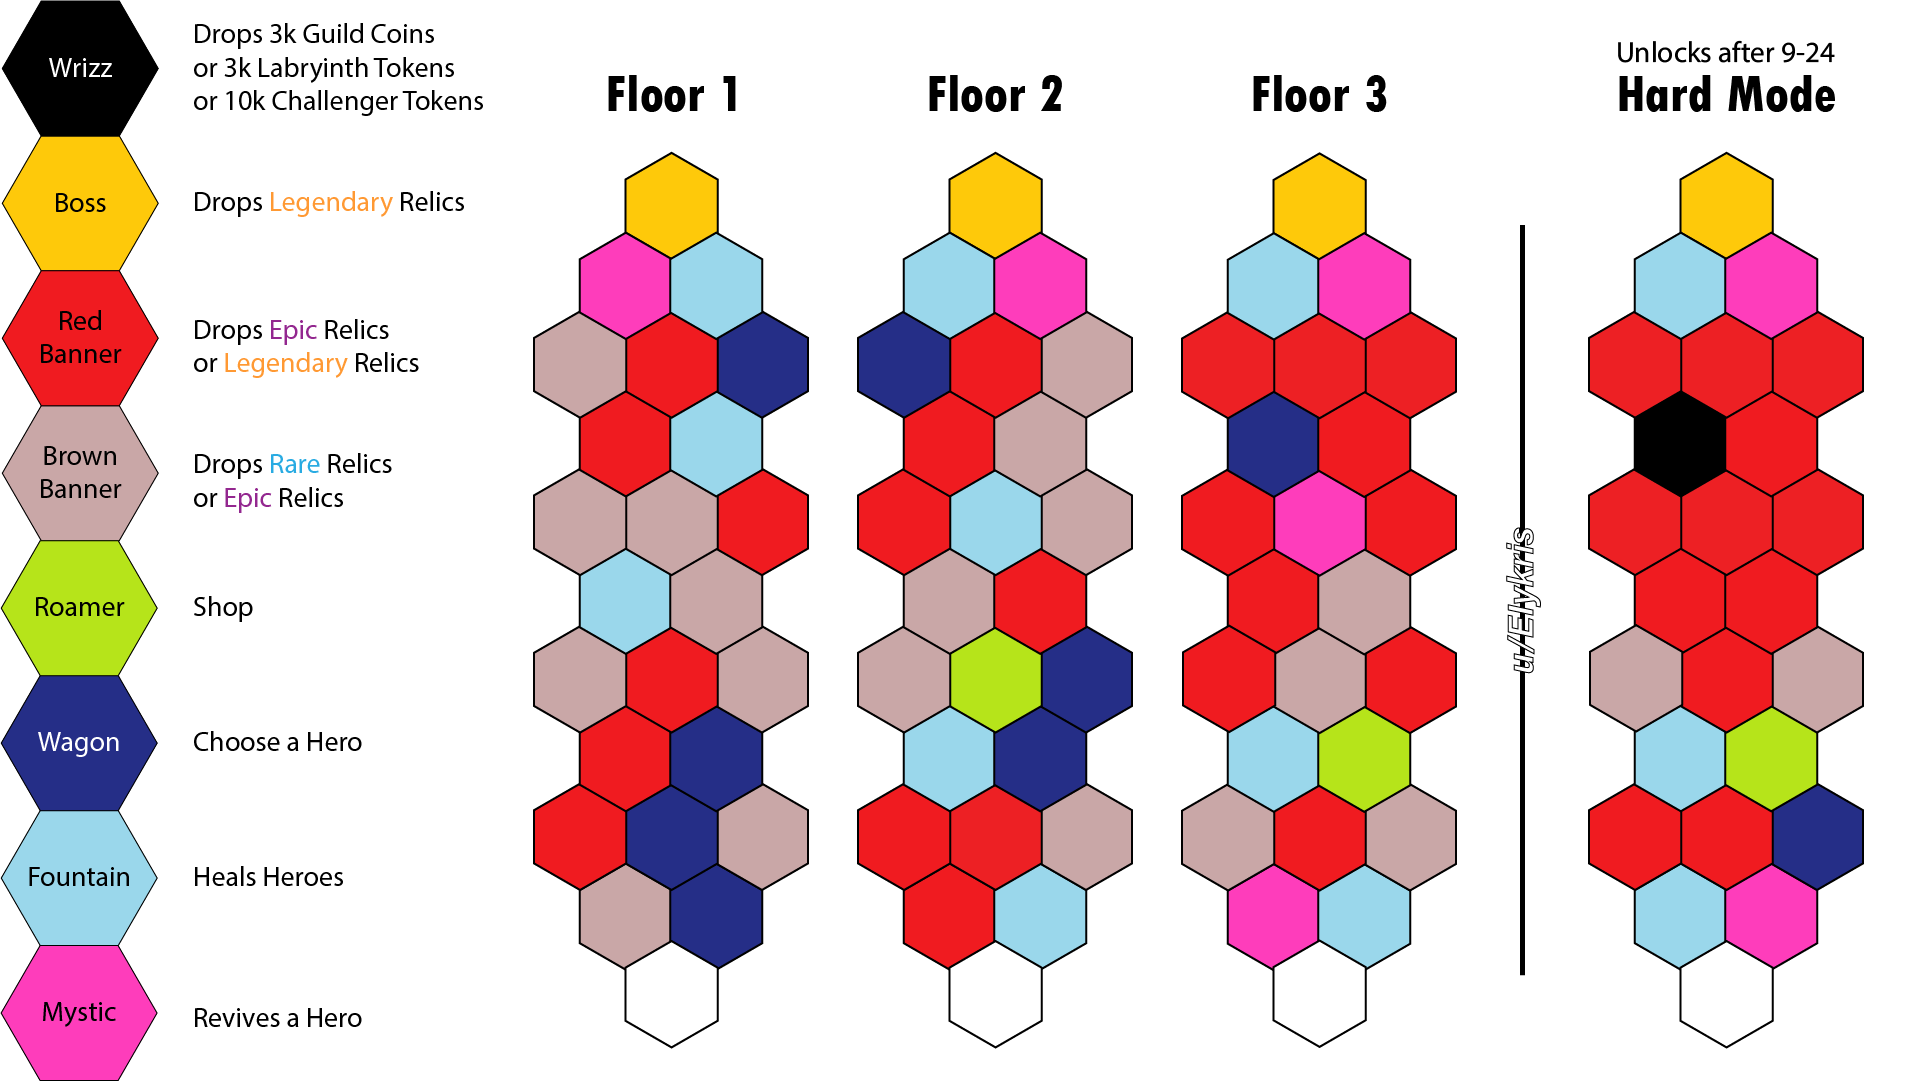 Wrizz
Drops 3k Guild Coins
or 3k Labryinth Tokens
or 10k Challenger Tokens
Boss
Drops Legendary Relics
Red
Banner
Drops Epic Relics
or Legendary Relics
Brown
Banner
Drops Rare Relics
or Epic Relics
Roamer
Shop
Wagon
Choose a Hero
Fountain
Heals Heroes
Mystic
Revives a Hero
Floor 1
Floor 2
Floor 3
Unlocks after 9-24
Hard Mode
u/Elykris